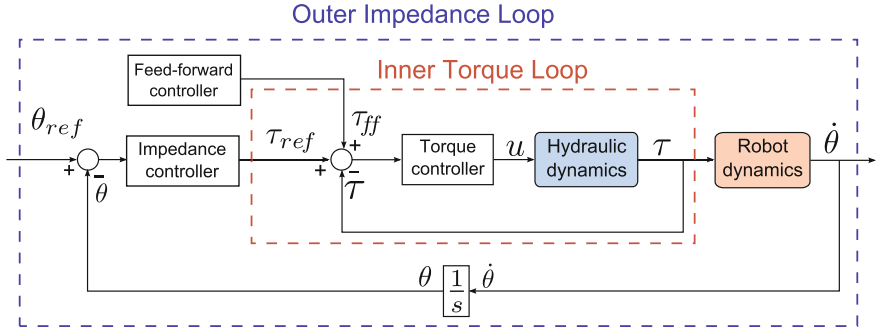 Outer Impedance Loop
Feed-forward
controller
Inner Torque Loop
θ_ref
τ_ref
τ_ff
θ̇
+
-
θ
Impedance
controller
+
+
-
τ
Torque
controller
u
Hydraulic
dynamics
τ
Robot
dynamics
θ
1/s
θ̇